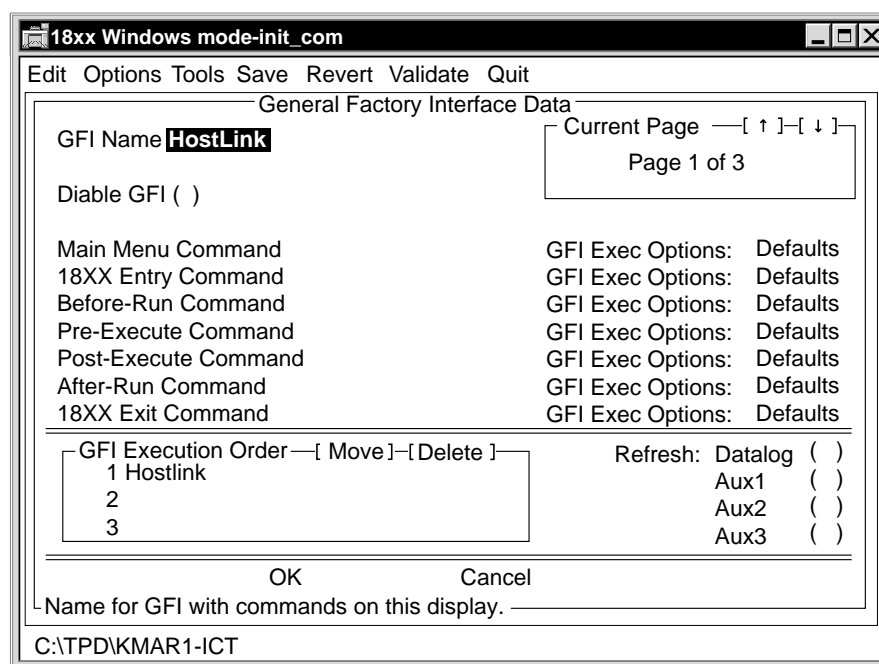 18xx Windows mode-init_com
Edit Options Tools Save Revert Validate Quit
General Factory Interface Data
GFI Name HostLink
Current Page [ ↑ ] [ ↓ ]
Page 1 of 3
Diable GFI ( )
Main Menu Command GFI Exec Options: Defaults
18XX Entry Command GFI Exec Options: Defaults
Before-Run Command GFI Exec Options: Defaults
Pre-Execute Command GFI Exec Options: Defaults
Post-Execute Command GFI Exec Options: Defaults
After-Run Command GFI Exec Options: Defaults
18XX Exit Command GFI Exec Options: Defaults
GFI Execution Order [ Move ] [ Delete ]
1 Hostlink
2
3
Refresh: Datalog ( )
Aux1 ( )
Aux2 ( )
Aux3 ( )
OK Cancel
Name for GFI with commands on this display.
C:\TPD\KMAR1-ICT